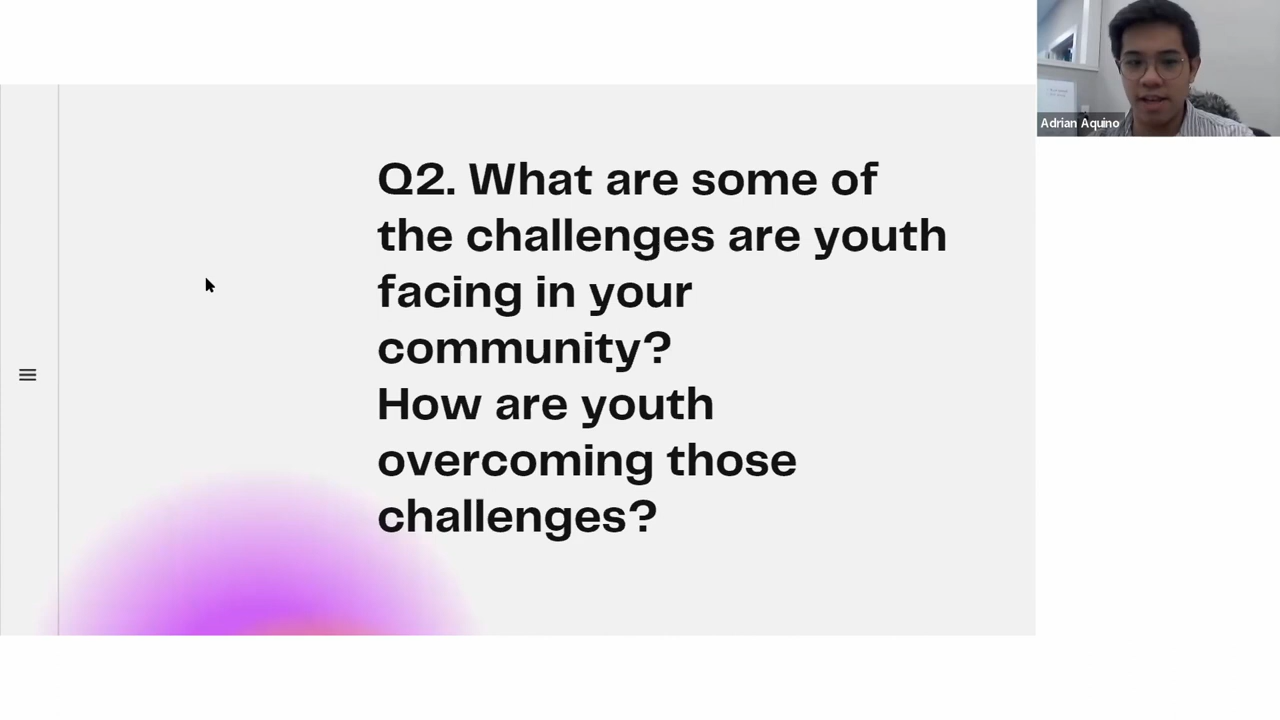 Q2. What are some of
the challenges are youth
facing in your
community?
How are youth
overcoming those
challenges?
Adrian Aquino